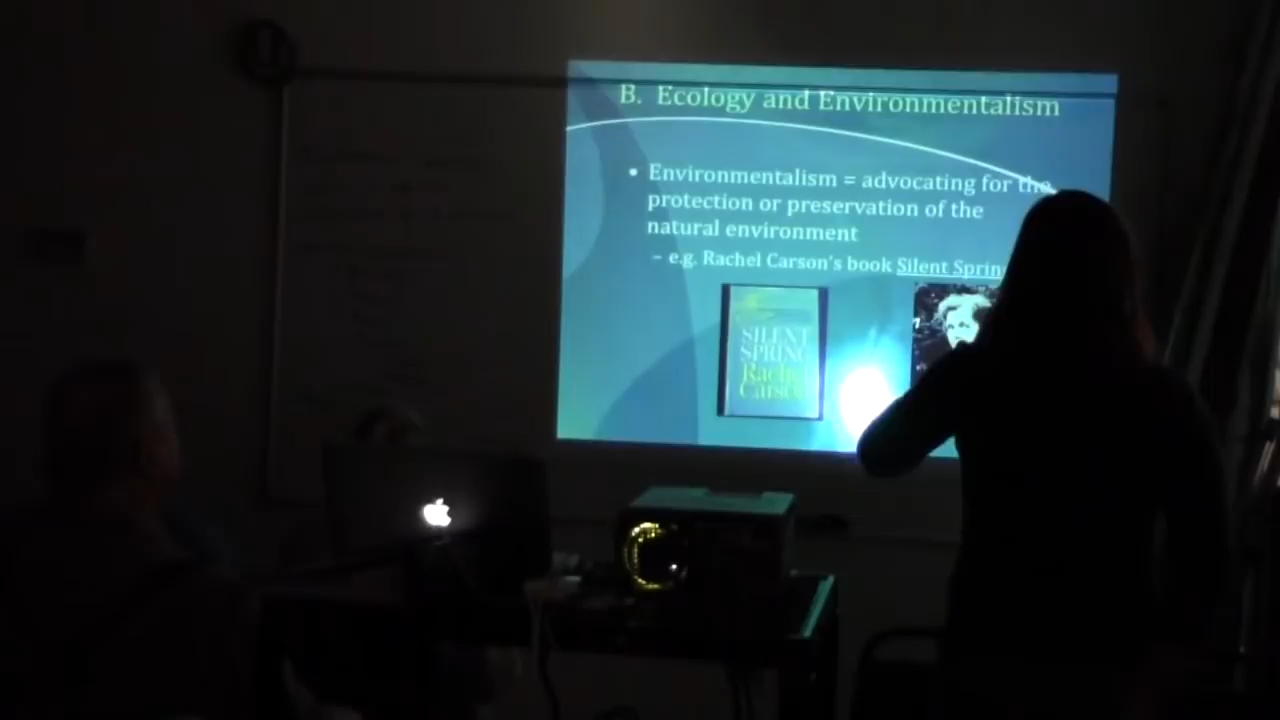 B. Ecology and Environmentalism
• Environmentalism = advocating for the
protection or preservation of the
natural environment
– e.g. Rachel Carson's book Silent Sprin
SILENT
SPRING
Rachel
Carson